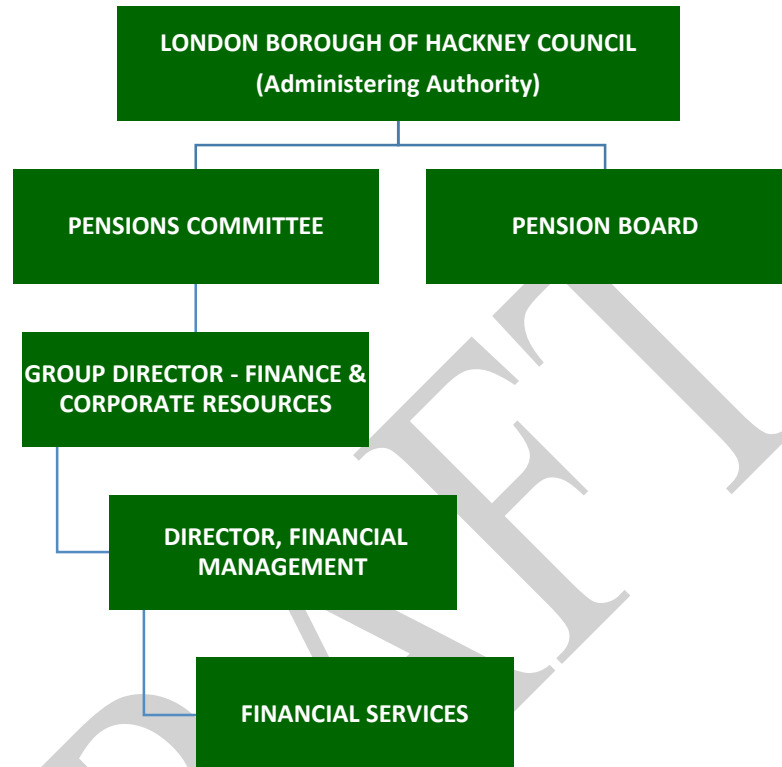 LONDON BOROUGH OF HACKNEY COUNCIL
(Administering Authority)
PENSIONS COMMITTEE
PENSION BOARD
GROUP DIRECTOR - FINANCE &
CORPORATE RESOURCES
DIRECTOR, FINANCIAL
MANAGEMENT
FINANCIAL SERVICES
DRAFT